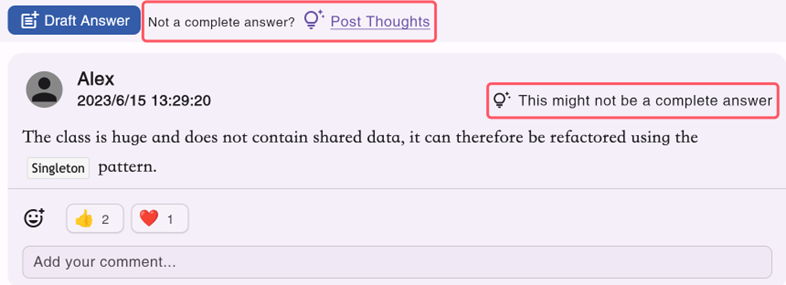 Draft Answer Not a complete answer? Post Thoughts
Alex
2023/6/15 13:29:20
This might not be a complete answer
The class is huge and does not contain shared data, it can therefore be refactored using the
Singleton pattern.
2 1
Add your comment...